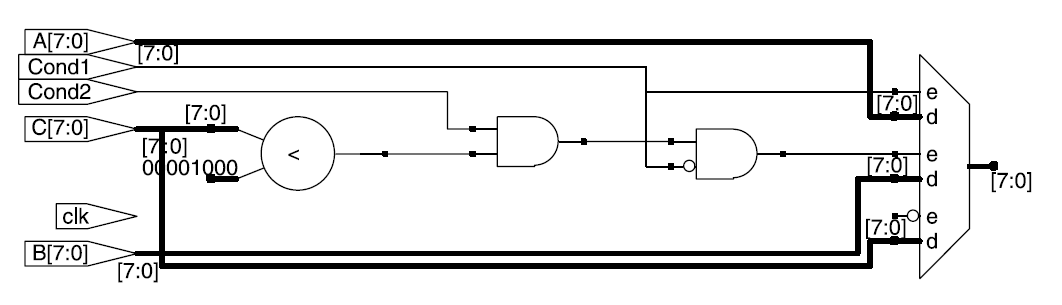 A[7:0]
[7:0]
Cond1
Cond2
e
[7:0]
d
[7:0]
C[7:0]
[7:0]
<
00001000
e
[7:0]
d
[7:0]
clk
e
[7:0]
d
B[7:0]
[7:0]